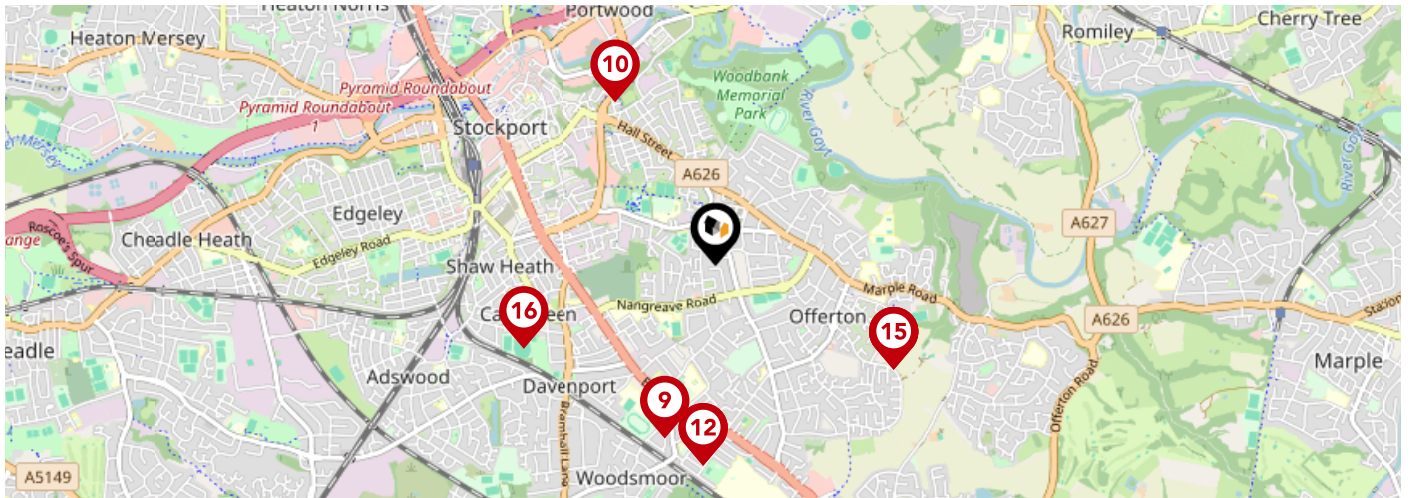 Heaton Norris
Portwood
Cherry Tree
Romiley
Heaton Mersey
10
Woodbank
Memorial
Park
Pyramid Roundabout
Pyramid Roundabout
1
River Goyt
Stockport
Hall Street
River Goyt
A626
Edgeley
A627
Roscoe's Spur
ange
Cheadle Heath
Edgeley Road
Shaw Heath
Marple Road
Nangreave Road
16
Offerton
A626
15
eadle
Marple
Adswood
Davenport
Offerton Road
9
12
Bramhall Lane
A5149
Woodsmoor